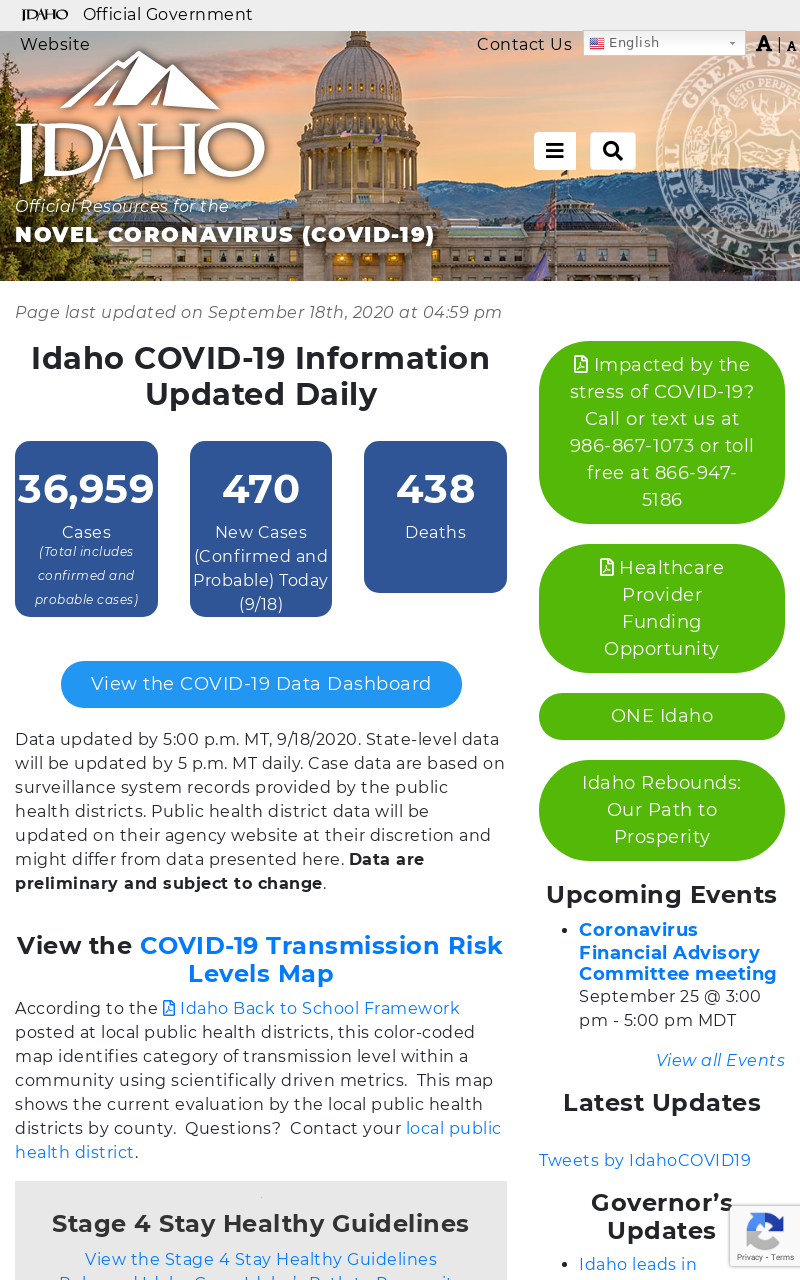 IDAHO Official Government
Website
Contact Us
English
A | A
IDAHO
Official Resources for the
NOVEL CORONAVIRUS (COVID-19)
Page last updated on September 18th, 2020 at 04:59 pm
Idaho COVID-19 Information
Updated Daily
36,959
Cases
(Total includes
confirmed and
probable cases)
470
New Cases
(Confirmed and
Probable) Today
(9/18)
438
Deaths
View the COVID-19 Data Dashboard
Data updated by 5:00 p.m. MT, 9/18/2020. State-level data
will be updated by 5 p.m. MT daily. Case data are based on
surveillance system records provided by the public
health districts. Public health district data will be
updated on their agency website at their discretion and
might differ from data presented here. Data are
preliminary and subject to change.
View the COVID-19 Transmission Risk
Levels Map
According to the Idaho Back to School Framework
posted at local public health districts, this color-coded
map identifies category of transmission level within a
community using scientifically driven metrics.  This map
shows the current evaluation by the local public health
districts by county.  Questions?  Contact your local public
health district.
Stage 4 Stay Healthy Guidelines
View the Stage 4 Stay Healthy Guidelines
Impacted by the
stress of COVID-19?
Call or text us at
986-867-1073 or toll
free at 866-947-
5186
Healthcare
Provider
Funding
Opportunity
ONE Idaho
Idaho Rebounds:
Our Path to
Prosperity
Upcoming Events
Coronavirus
Financial Advisory
Committee meeting
September 25 @ 3:00
pm - 5:00 pm MDT
View all Events
Latest Updates
Tweets by IdahoCOVID19
Governor’s
Updates
Idaho leads in
Privacy - Terms